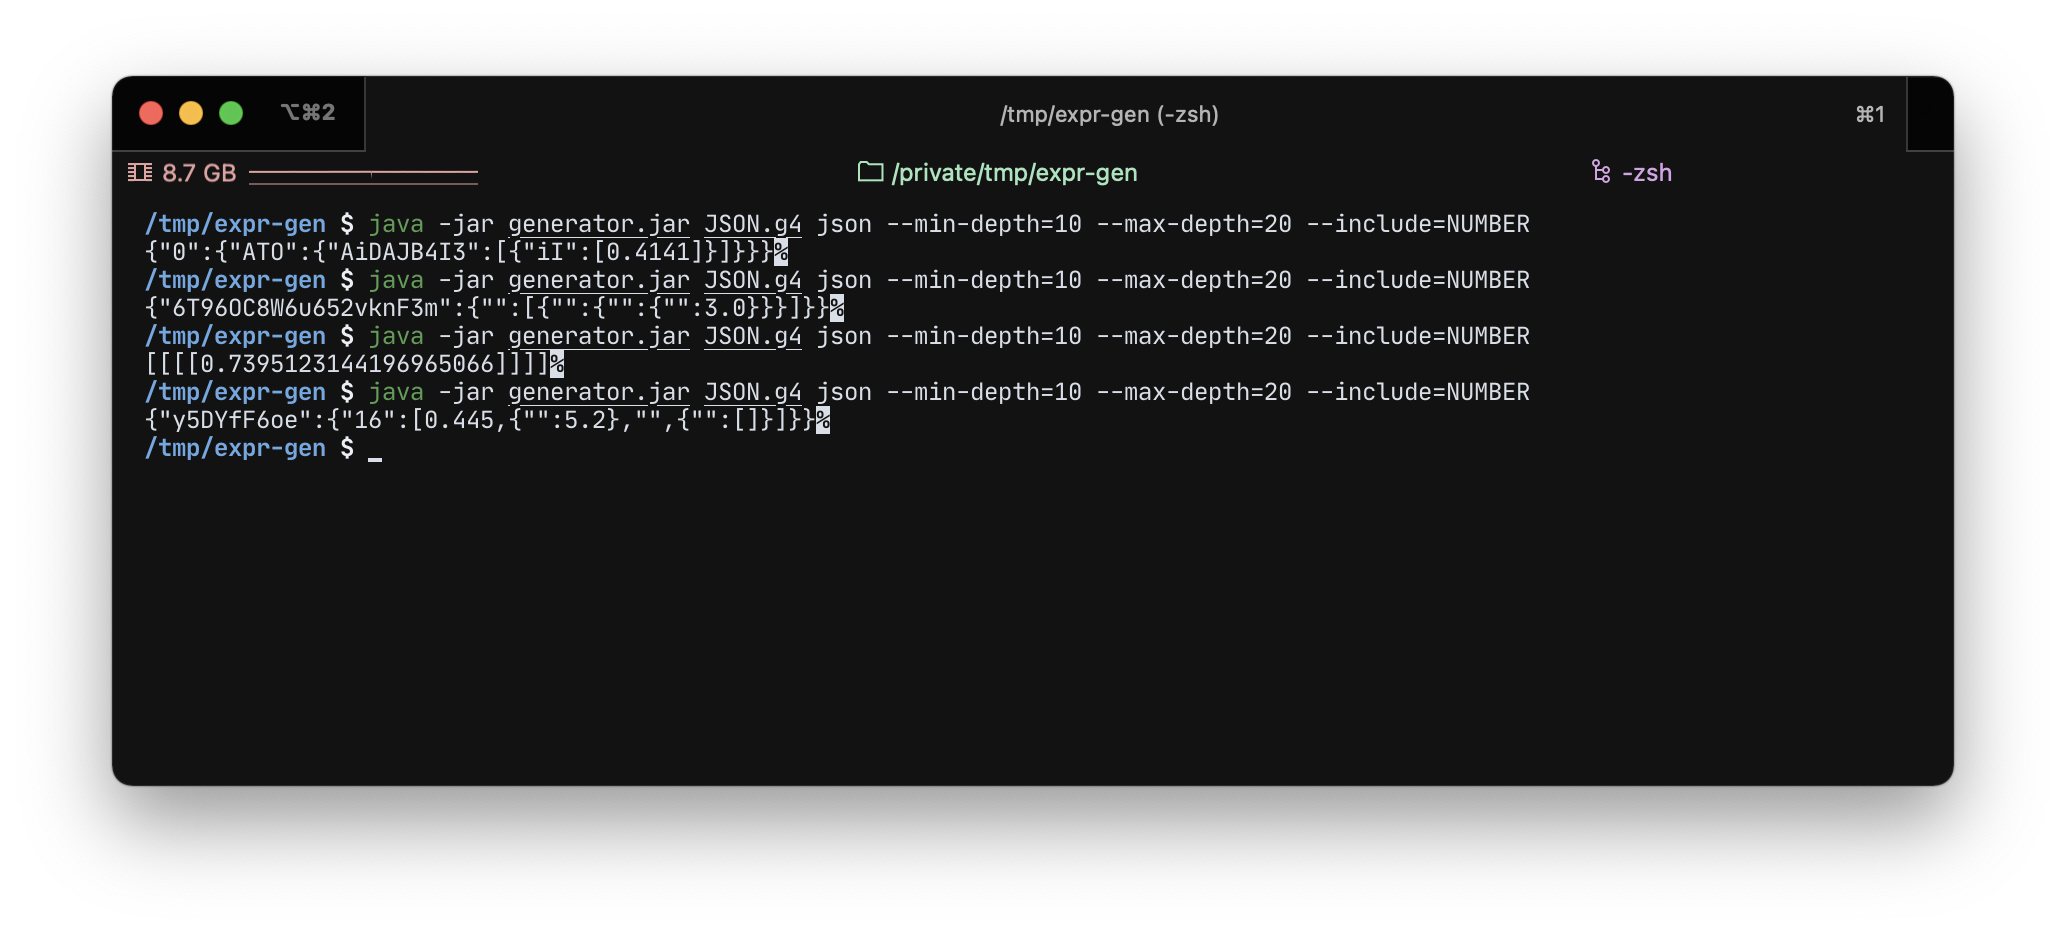 ⌥⌘2
/tmp/expr-gen (-zsh)
⌘1
8.7 GB
/private/tmp/expr-gen
-zsh
/tmp/expr-gen $ java -jar generator.jar JSON.g4 json --min-depth=10 --max-depth=20 --include=NUMBER
{"0":{"ATO":{"AiDAJB4I3":[{"iI":[0.4141]}]}}}%
/tmp/expr-gen $ java -jar generator.jar JSON.g4 json --min-depth=10 --max-depth=20 --include=NUMBER
{"6T96OC8W6u652vknF3m":{"":[{"":{"":{"":3.0}}}]}}%
/tmp/expr-gen $ java -jar generator.jar JSON.g4 json --min-depth=10 --max-depth=20 --include=NUMBER
[[[[0.7395123144196965066]]]]%
/tmp/expr-gen $ java -jar generator.jar JSON.g4 json --min-depth=10 --max-depth=20 --include=NUMBER
{"y5DYfF6oe":{"16":[0.445,{"":5.2},"",{"":[]}]}}%
/tmp/expr-gen $ _